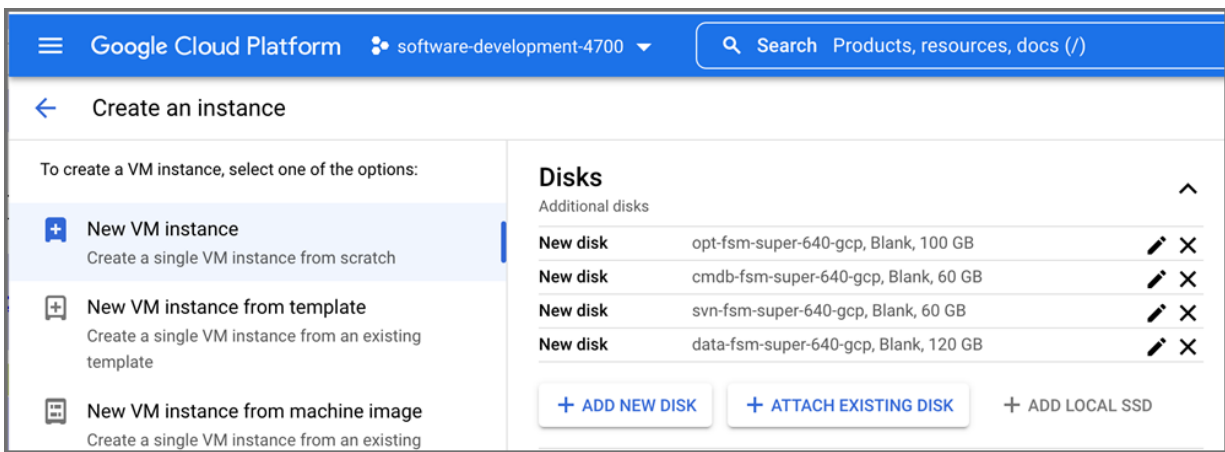 Google Cloud Platform software-development-4700 Search Products, resources, docs (/)
Create an instance
To create a VM instance, select one of the options:
New VM instance
Create a single VM instance from scratch
New VM instance from template
Create a single VM instance from an existing
template
New VM instance from machine image
Create a single VM instance from an existing
Disks
Additional disks
New disk opt-fsm-super-640-gcp, Blank, 100 GB
New disk cmdb-fsm-super-640-gcp, Blank, 60 GB
New disk svn-fsm-super-640-gcp, Blank, 60 GB
New disk data-fsm-super-640-gcp, Blank, 120 GB
+ ADD NEW DISK + ATTACH EXISTING DISK + ADD LOCAL SSD